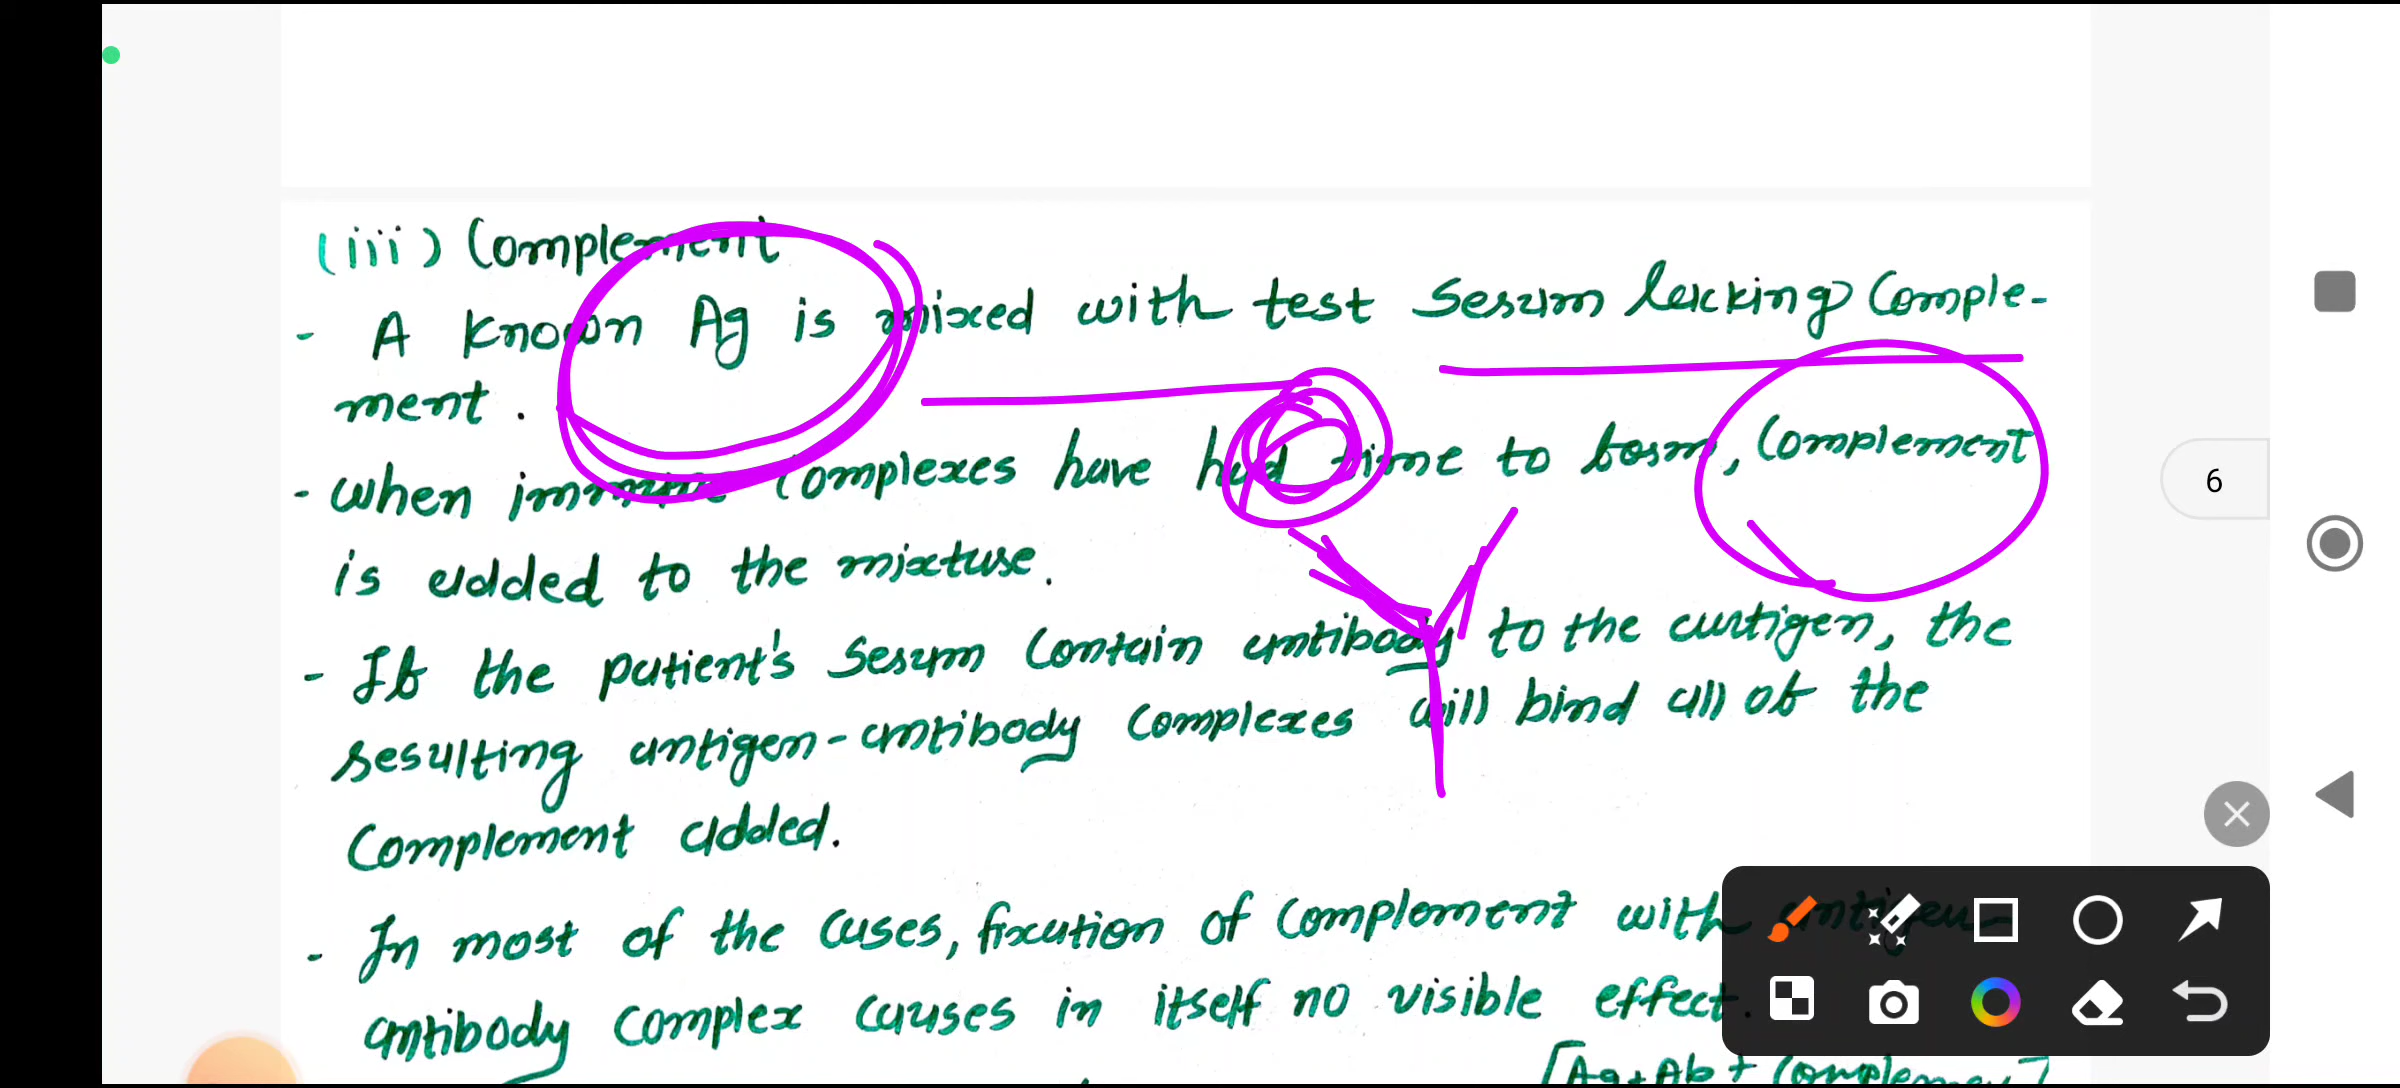 (iii) Complement
- A known Ag is mixed with test serum lacking Comple-
ment.
- When immune complexes have had time to form, Complement
is added to the mixture.
- If the patient's serum contain antibody to the antigen, the
resulting antigen-antibody complexes will bind all of the
Complement added.
- In most of the cases, fixation of complement with antigen-
antibody complex causes in itself no visible effect.
[Ag+Ab+
6